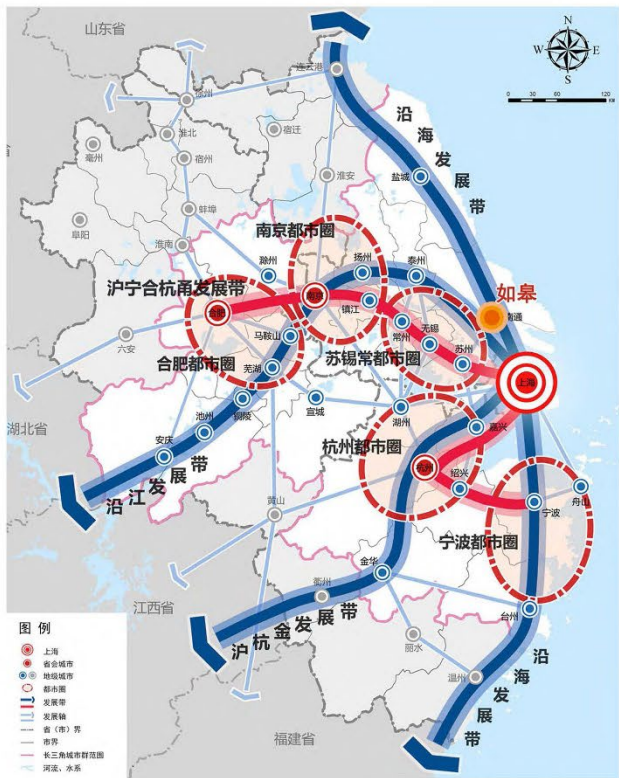 山东省
N
W
E
S
0 30 60 120
连云港
徐州
沿海发展带
淮北
宿迁
亳州
宿州
淮安
盐城
蚌埠
阜阳
南京都市圈
淮南
滁州
扬州
泰州
沪宁合杭甬发展带
南京
如皋
合肥
镇江
南通
六安
马鞍山
常州
无锡
合肥都市圈
苏锡常都市圈
苏州
芜湖
上海
铜陵
宣城
湖州
湖北省
池州
嘉兴
杭州都市圈
安庆
杭州
绍兴
舟山
沿江发展带
黄山
宁波
宁波都市圈
金华
衢州
江西省
台州
沪杭金发展带
丽水
沿海发展带
温州
福建省
图例
上海
省会城市
地级城市
都市圈
发展带
发展轴
省（市）界
市界
长三角城市群范围
河流、水系